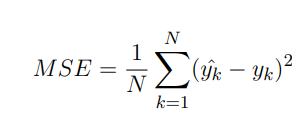 MSE = \frac{1}{N} \sum_{k=1}^{N} (\hat{y_k} - y_k)^2